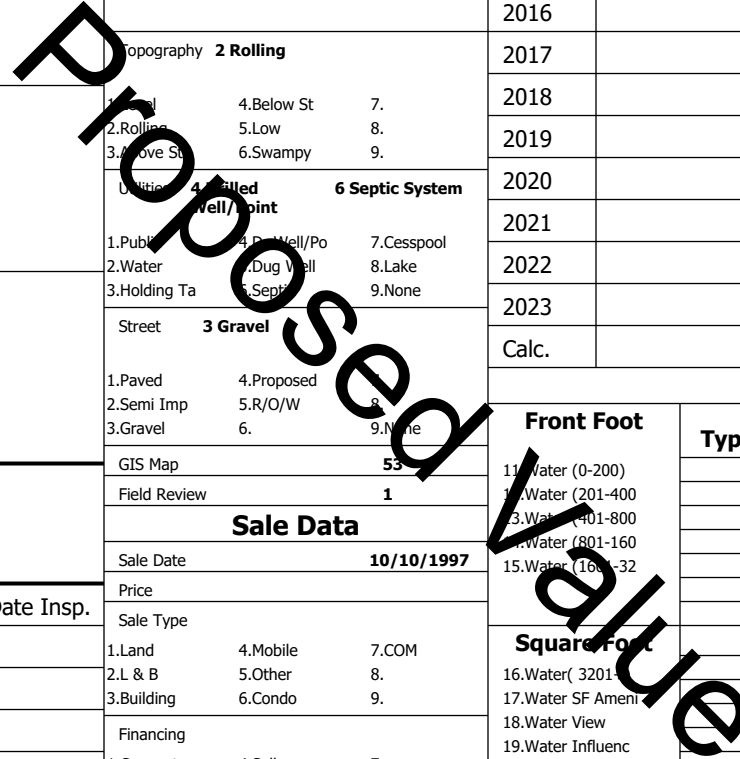 Topography 2 Rolling
1.Level 4.Below St 7.
2.Rolling 5.Low 8.
3.Above St 6.Swampy 9.
Utilities 4 Drilled 6 Septic System
Well/Point
1.Public 4.Dr Well/Po 7.Cesspool
2.Water 5.Dug Well 8.Lake
3.Holding Ta 6.Septic 9.None
Street 3 Gravel
1.Paved 4.Proposed 7.
2.Semi Imp 5.R/O/W 8.
3.Gravel 6. 9.None
GIS Map 53
Field Review 1
Sale Data
Sale Date 10/10/1997
Price
Sale Type
1.Land 4.Mobile 7.COM
2.L & B 5.Other 8.
3.Building 6.Condo 9.
Financing
Date Insp.
2016
2017
2018
2019
2020
2021
2022
2023
Calc.
Front Foot
Typ
11.Water (0-200)
12.Water (201-400
13.Water (401-800
14.Water (801-160
15.Water (1601-32
Square Foot
16.Water( 3201-
17.Water SF Ameni
18.Water View
19.Water Influenc
Proposed Value